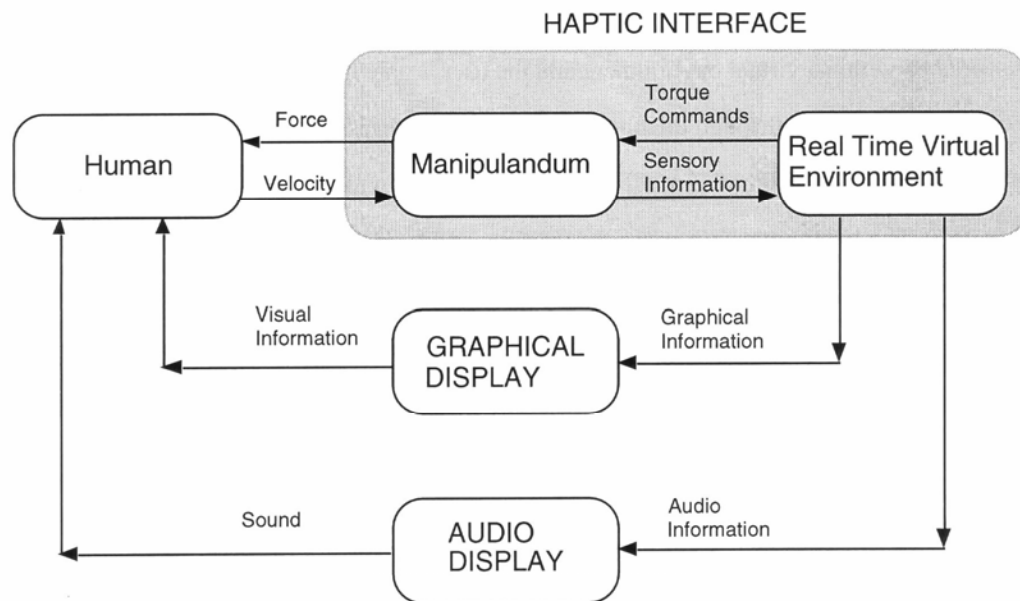 HAPTIC INTERFACE
Torque
Commands
Force
Human
Manipulandum
Real Time Virtual
Environment
Velocity
Sensory
Information
Visual
Information
GRAPHICAL
DISPLAY
Graphical
Information
Sound
AUDIO
DISPLAY
Audio
Information